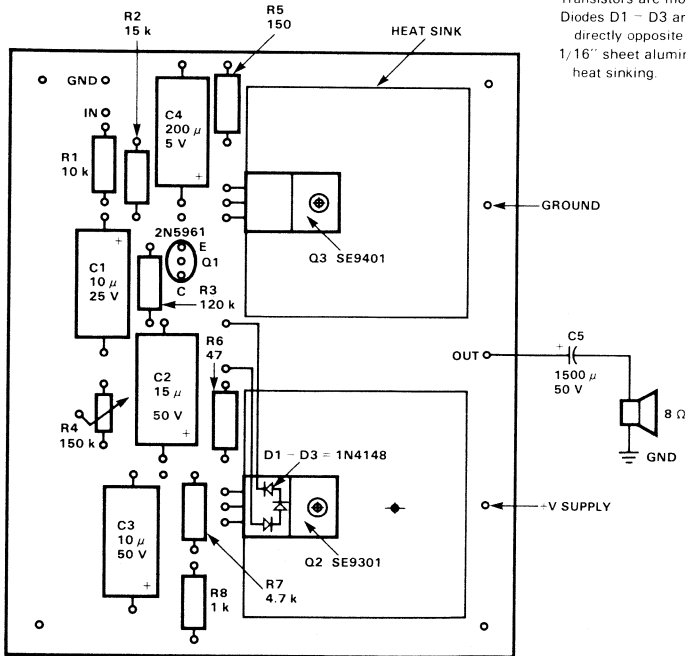 Transistors are
Diodes D1 – D3
directly opposite
1/16" sheet
heat sinking.
R5
150
R2
15 k
HEAT SINK
GND
IN
C4
200 µ
5 V
+
R1
10 k
GROUND
2N5961
E
Q1
C
Q3 SE9401
+
C1
10 µ
25 V
R3
120 k
R6
47
OUT
C5
+
1500 µ
50 V
8 Ω
GND
C2
15 µ
50 V
+
R4
150 k
D1 – D3 = 1N4148
+V SUPPLY
C3
10 µ
50 V
+
Q2 SE9301
R7
4.7 k
R8
1 k